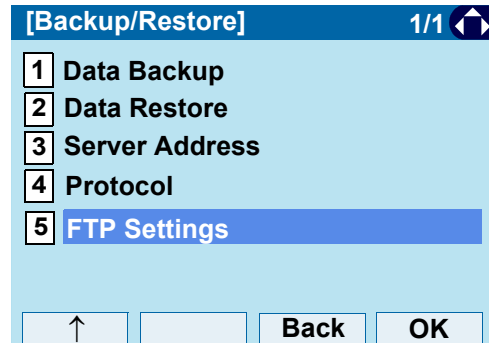 [Backup/Restore] 1/1
1 Data Backup
2 Data Restore
3 Server Address
4 Protocol
5 FTP Settings
↑ Back OK